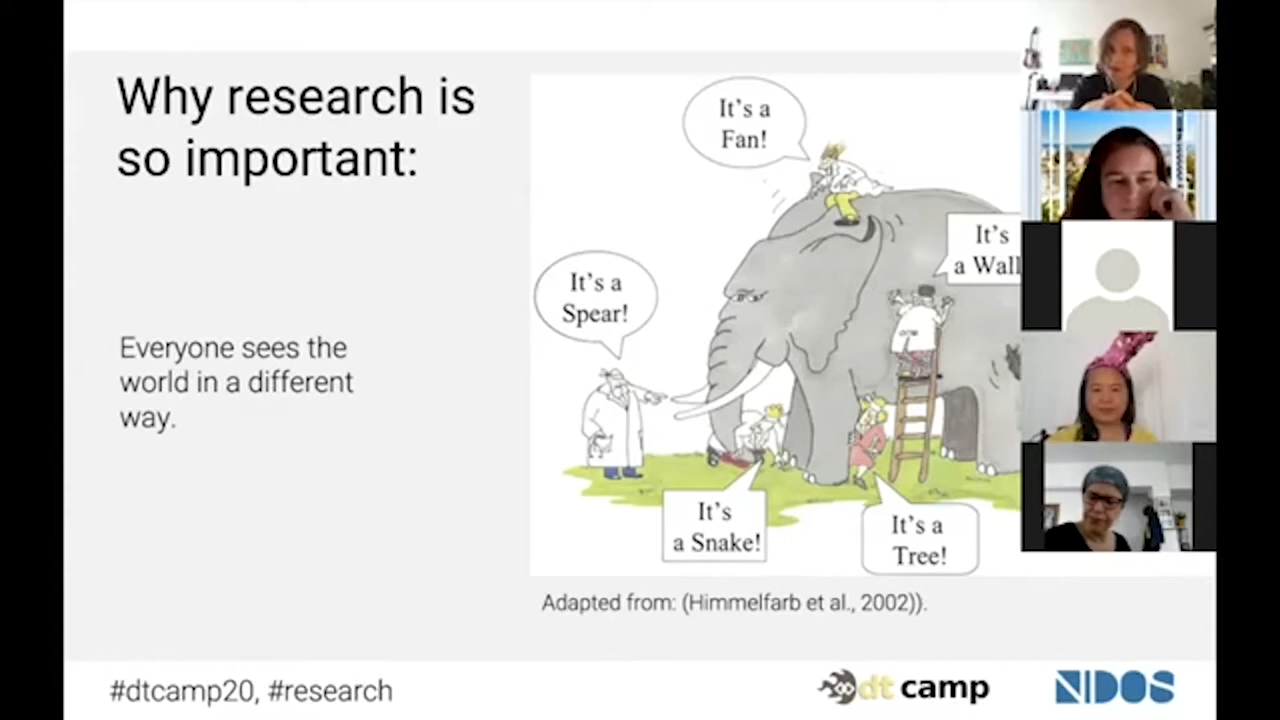 Why research is
so important:
Everyone sees the
world in a different
way.
It's a
Fan!
It's
a Wall
It's a
Spear!
It's
a Snake!
It's a
Tree!
Adapted from: (Himmelfarb et al., 2002)).
#dtcamp20, #research
dt camp
NIDOS